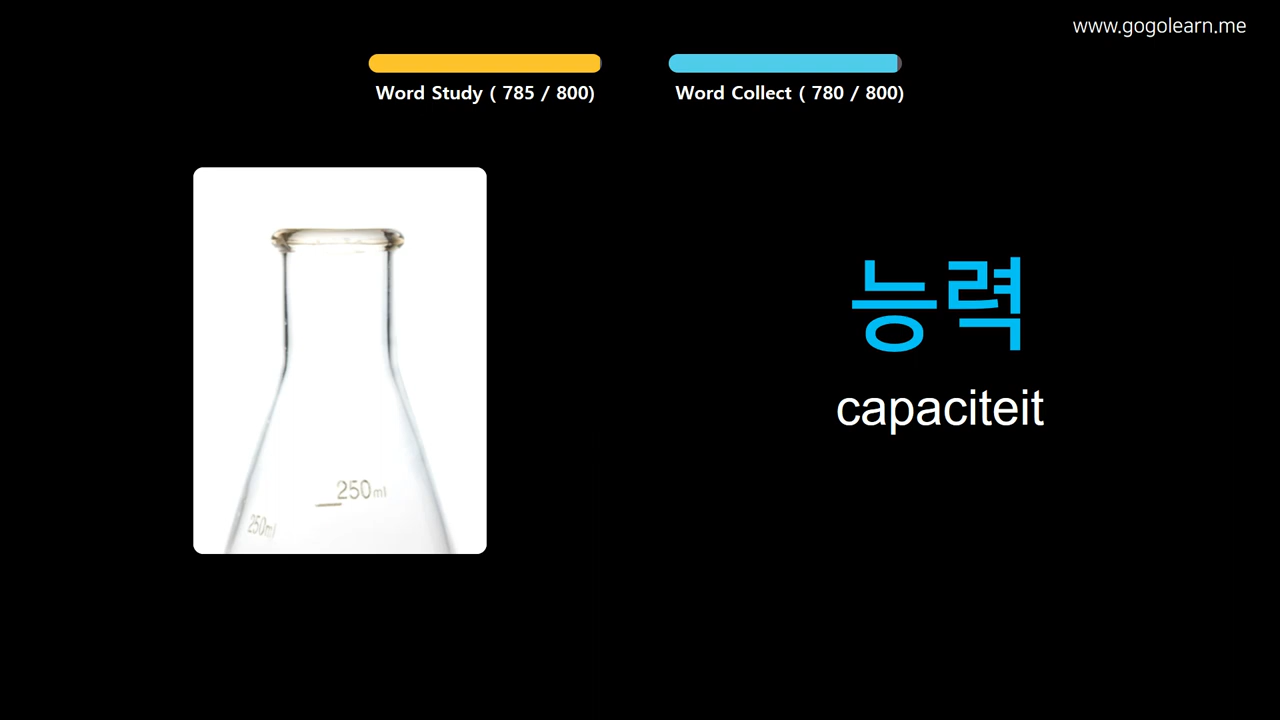 www.gogolearn.me
Word Study ( 785 / 800)
Word Collect ( 780 / 800)
능력
capaciteit
250ml
250ml